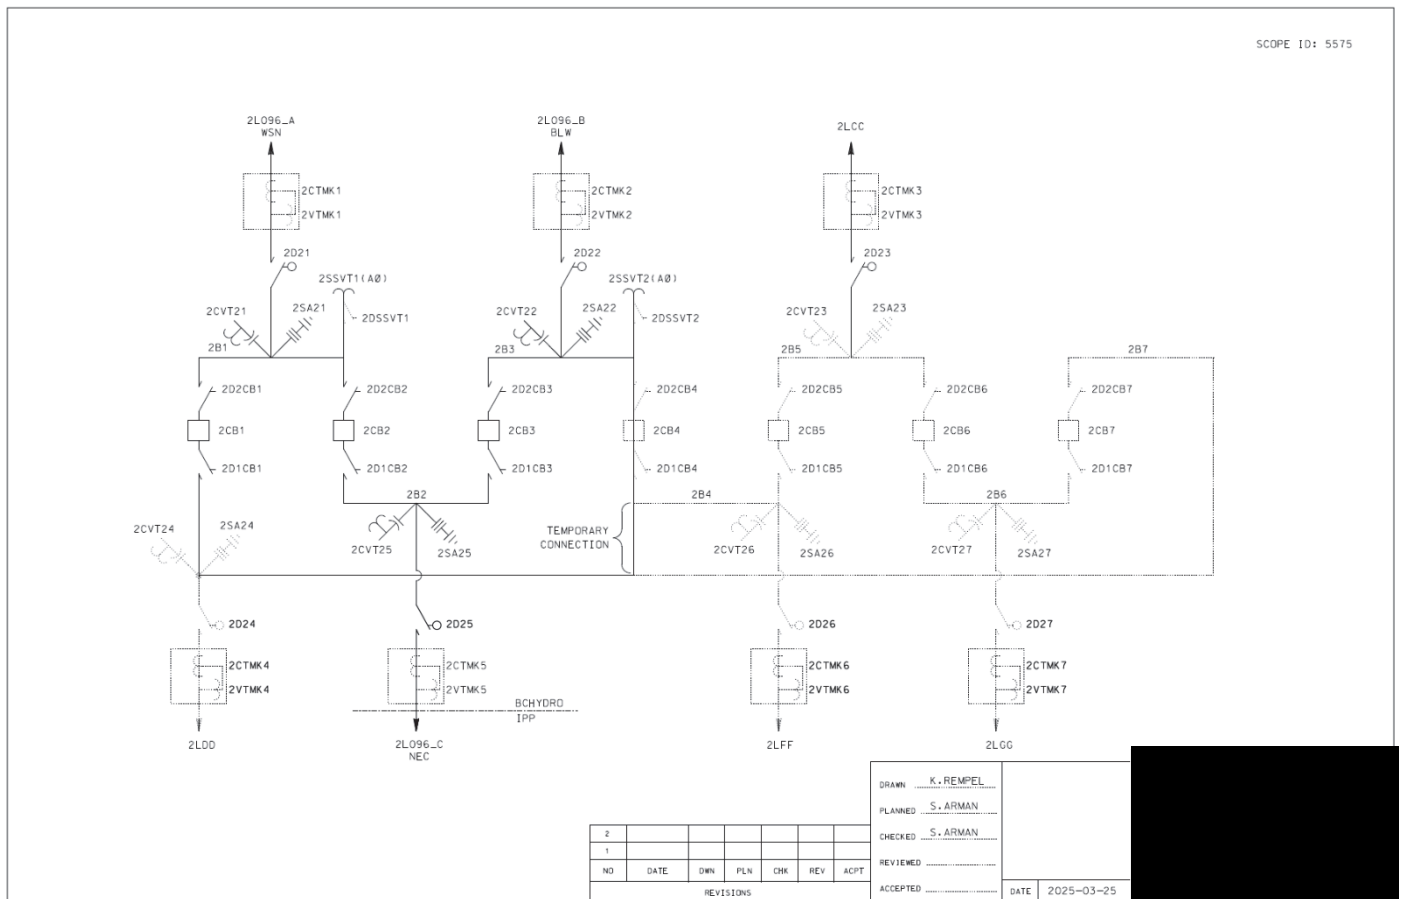 SCOPE ID: 5575
2L096_A
WSN
2L096_B
BLW
2LCC
2CTMK1
2VTMK1
2CTMK2
2VTMK2
2CTMK3
2VTMK3
2D21
2D22
2D23
2SSVT1(AØ)
2SSVT2(AØ)
2CVT21
2SA21
2DSSVT1
2CVT22
2SA22
2DSSVT2
2CVT23
2SA23
2B1
2B3
2B5
2B7
2D2CB1
2D2CB2
2D2CB3
2D2CB4
2D2CB5
2D2CB6
2D2CB7
2CB1
2CB2
2CB3
2CB4
2CB5
2CB6
2CB7
2D1CB1
2D1CB2
2D1CB3
2D1CB4
2D1CB5
2D1CB6
2D1CB7
2B2
2B4
2B6
2CVT24
2SA24
2CVT25
2SA25
TEMPORARY
CONNECTION
2CVT26
2SA26
2CVT27
2SA27
2D24
2D25
2D26
2D27
2CTMK4
2VTMK4
2CTMK5
2VTMK5
2CTMK6
2VTMK6
2CTMK7
2VTMK7
BCHYDRO
IPP
2LDD
2L096_C
NEC
2LFF
2LGG
DRAWN K.REMPEL
PLANNED S.ARMAN
CHECKED S.ARMAN
REVIEWED
ACCEPTED
2
1
NO DATE DWN PLN CHK REV ACPT
REVISIONS
DATE 2025-03-25